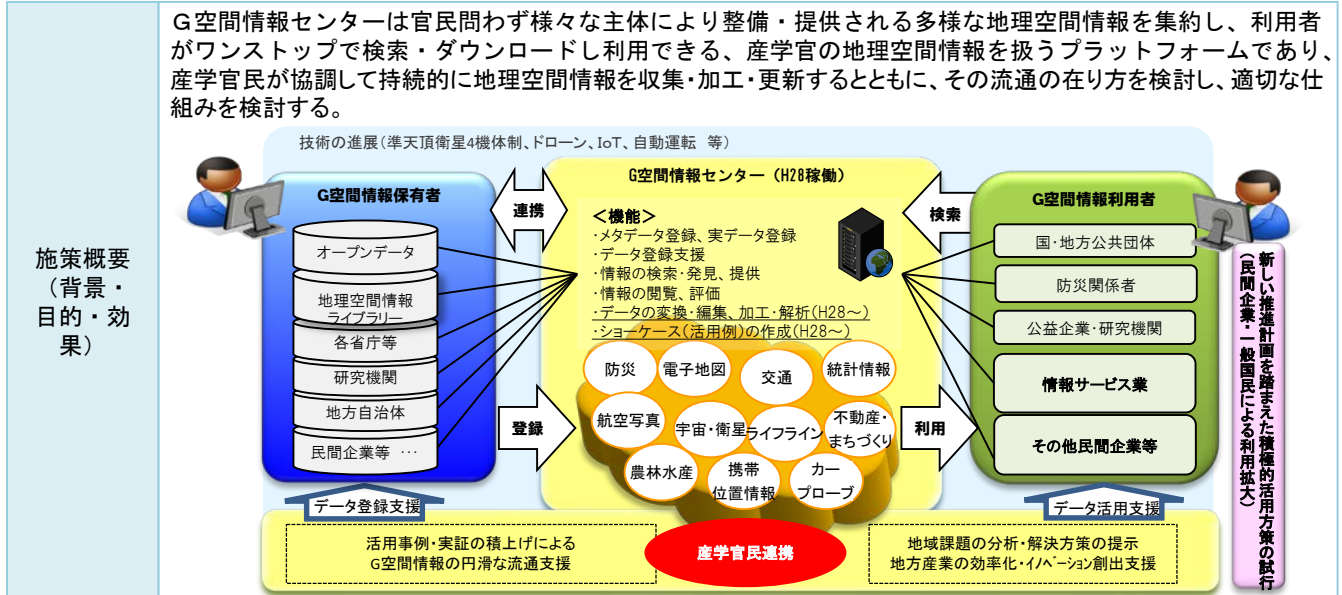 施策概要
(背景・
目的・効
果)
G空間情報センターは官民問わず様々な主体により整備・提供される多様な地理空間情報を集約し、利用者
がワンストップで検索・ダウンロードし利用できる、産学官の地理空間情報を扱うプラットフォームであり、
産学官民が協調して持続的に地理空間情報を収集・加工・更新するとともに、その流通の在り方を検討し、適切な仕
組みを検討する。
技術の進展(準天頂衛星4機体制、ドローン、IoT、自動運転 等)
G空間情報保有者
オープンデータ
地理空間情報
ライブラリー
各省庁等
研究機関
地方自治体
民間企業等 …
連携
登録
G空間情報センター(H28稼働)
<機能>
・メタデータ登録、実データ登録
・データ登録支援
・情報の検索・発見、提供
・情報の閲覧、評価
・データの変換・編集、加工・解析(H28~)
・ショーケース(活用例)の作成(H28~)
防災
電子地図
交通
統計情報
航空写真
宇宙・衛星
ライフライン
不動産・
まちづくり
農林水産
携帯
位置情報
カー
プローブ
検索
利用
G空間情報利用者
国・地方公共団体
防災関係者
公益企業・研究機関
情報サービス業
その他民間企業等
新しい推進計画を踏まえた積極的活用方策の試行
(民間企業・一般国民による利用拡大)
データ登録支援
データ活用支援
活用事例・実証の積上げによる
G空間情報の円滑な流通支援
産学官民連携
地域課題の分析・解決方策の提示
地方産業の効率化・イノベーション創出支援